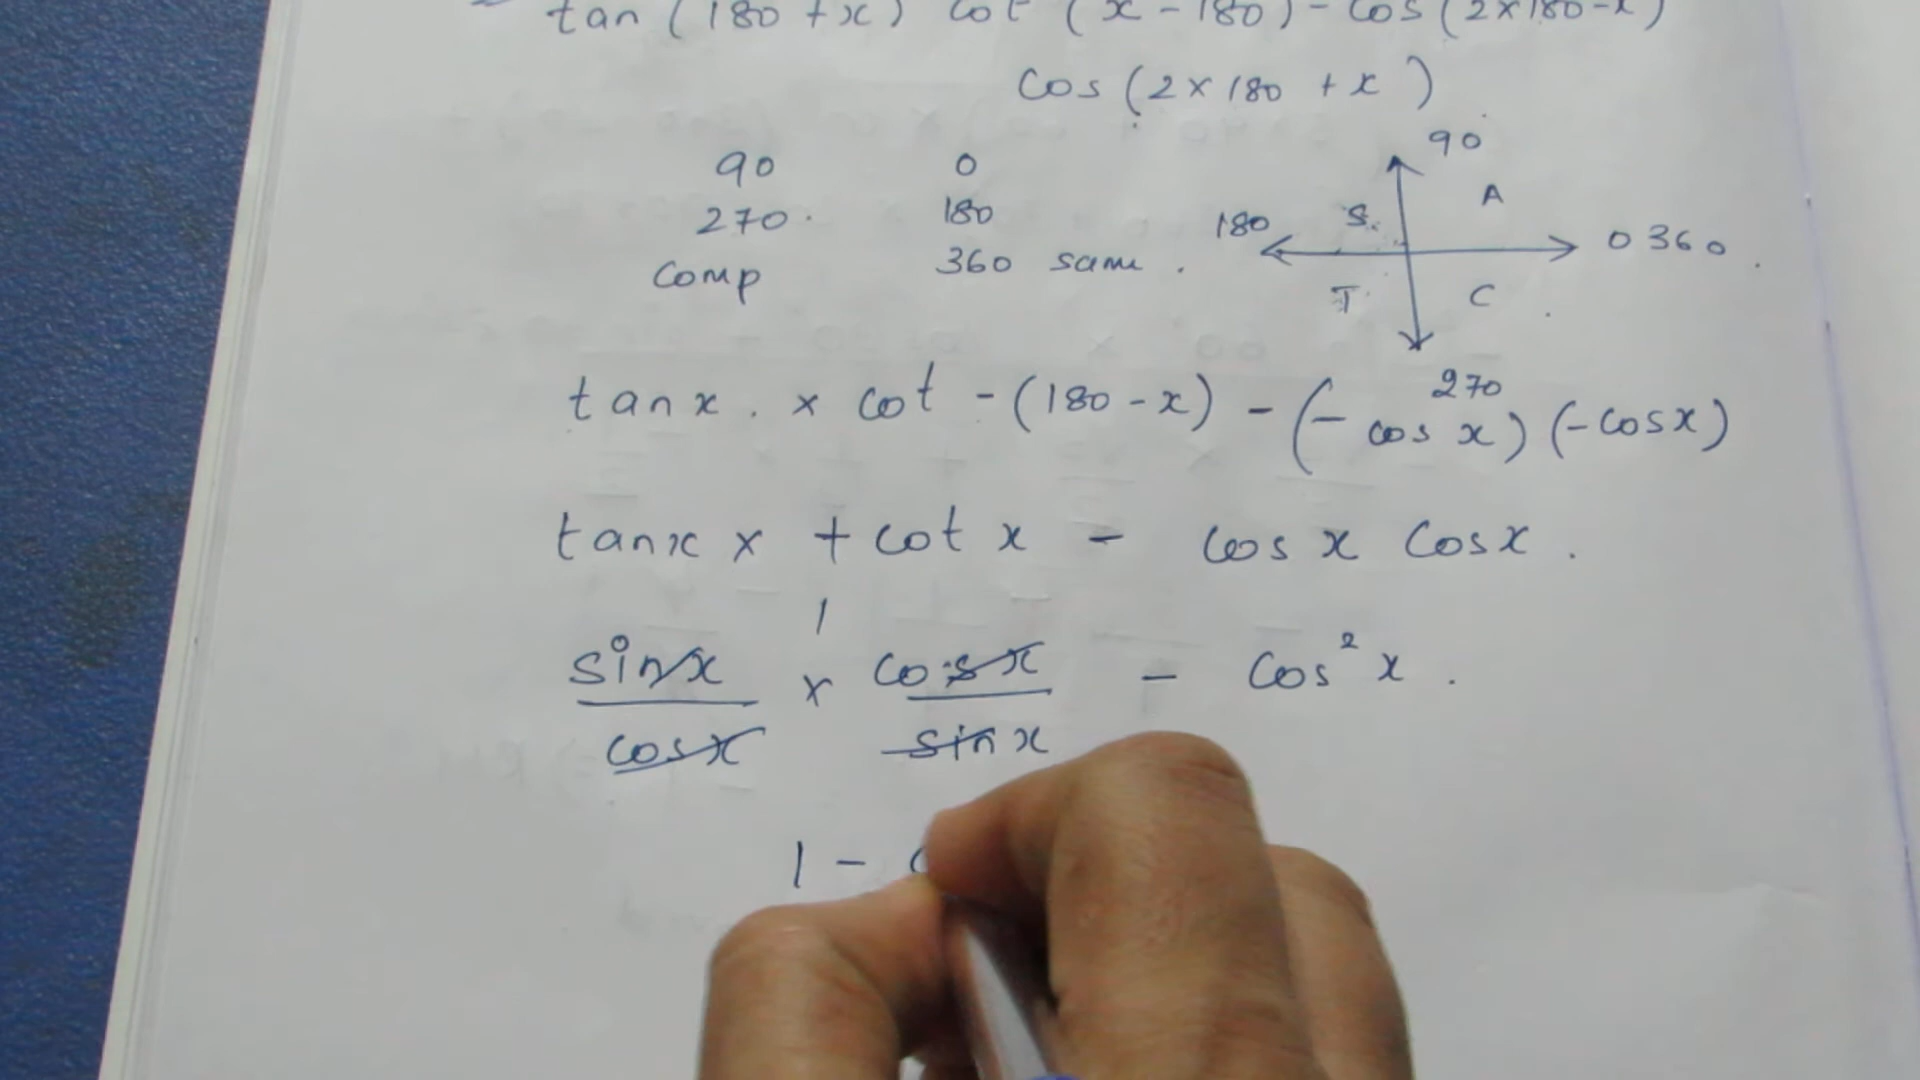 tan (180 + x) cot (x - 180) - cos (2 x 180 - x)
cos (2 x 180 + x )
90 0
270. 180
comp 360 same .
90
S. A
180 0 360 .
T C
270
tan x . x cot - (180 - x) - (- cos x) (- cos x)
tan x x + cot x - cos x cos x .
1
sin x x cos x - cos² x .
cos x sin x
1 -